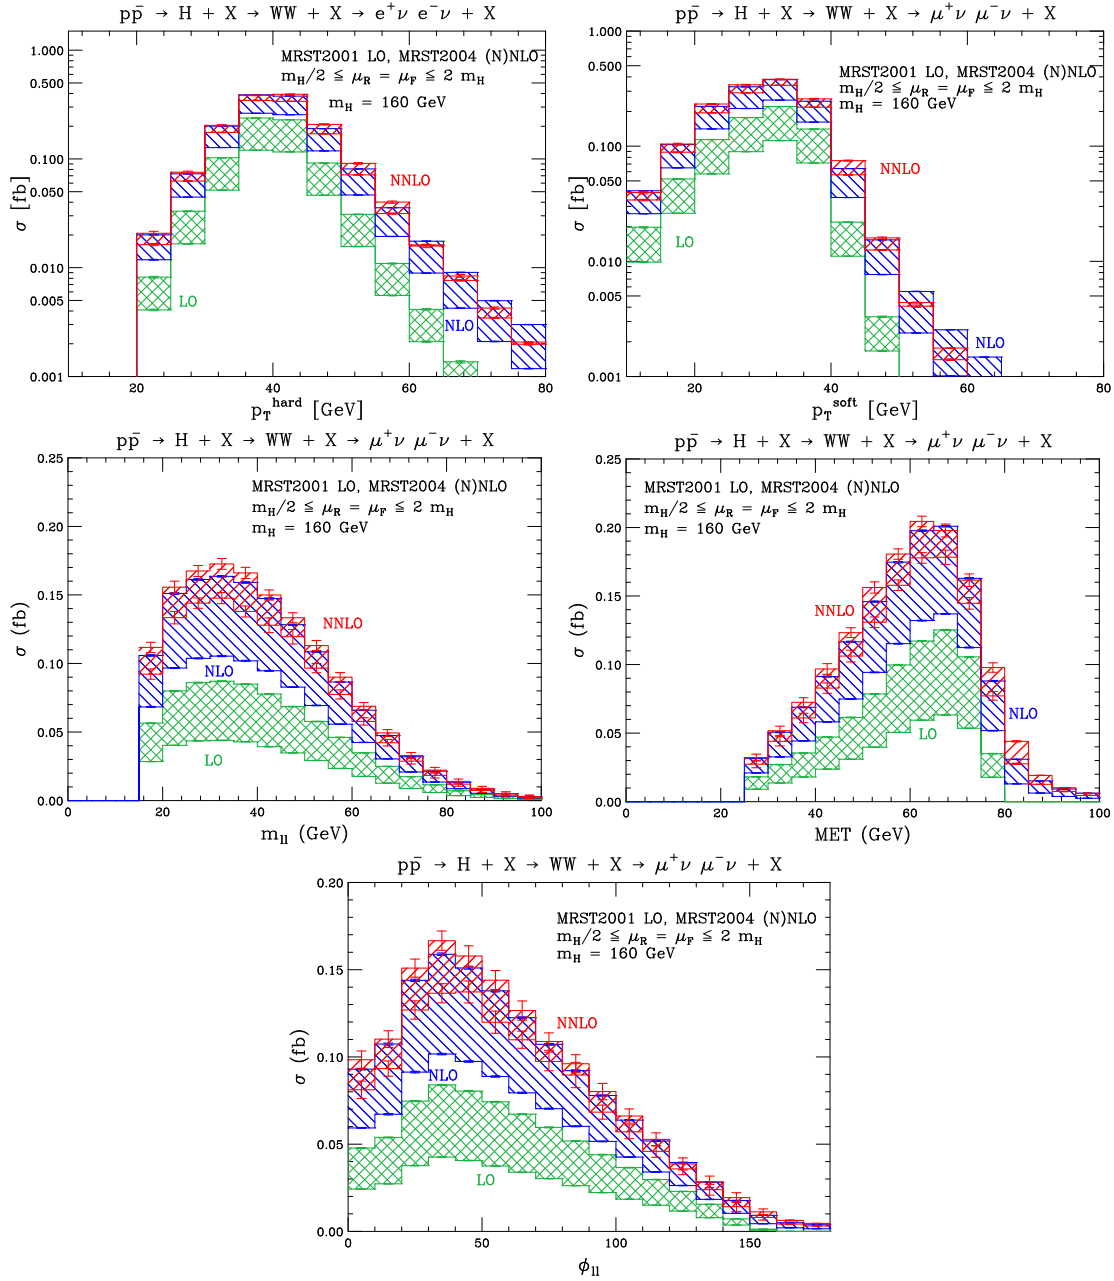 pp̄ → H + X → WW + X → e⁺ν e⁻ν + X
1.000
0.500
0.100
0.050
0.010
0.005
0.001
σ [fb]
MRST2001 LO, MRST2004 (N)NLO
m_H/2 ≦ μ_R = μ_F ≦ 2 m_H
m_H = 160 GeV
NNLO
LO
NLO
20 40 60 80
p_T^hard [GeV]
pp̄ → H + X → WW + X → μ⁺ν μ⁻ν + X
1.000
0.500
0.100
0.050
0.010
0.005
0.001
σ [fb]
MRST2001 LO, MRST2004 (N)NLO
m_H/2 ≦ μ_R = μ_F ≦ 2 m_H
m_H = 160 GeV
NNLO
LO
NLO
20 40 60 80
p_T^soft [GeV]
pp̄ → H + X → WW + X → μ⁺ν μ⁻ν + X
0.25
0.20
0.15
0.10
0.05
0.00
σ (fb)
MRST2001 LO, MRST2004 (N)NLO
m_H/2 ≦ μ_R = μ_F ≦ 2 m_H
m_H = 160 GeV
NNLO
NLO
LO
0 20 40 60 80 100
m_ll (GeV)
pp̄ → H + X → WW + X → μ⁺ν μ⁻ν + X
0.25
0.20
0.15
0.10
0.05
0.00
σ (fb)
MRST2001 LO, MRST2004 (N)NLO
m_H/2 ≦ μ_R = μ_F ≦ 2 m_H
m_H = 160 GeV
NNLO
NLO
LO
0 20 40 60 80 100
MET (GeV)
pp̄ → H + X → WW + X → μ⁺ν μ⁻ν + X
0.20
0.15
0.10
0.05
0.00
σ (fb)
MRST2001 LO, MRST2004 (N)NLO
m_H/2 ≦ μ_R = μ_F ≦ 2 m_H
m_H = 160 GeV
NNLO
NLO
LO
0 50 100 150
ϕ_ll